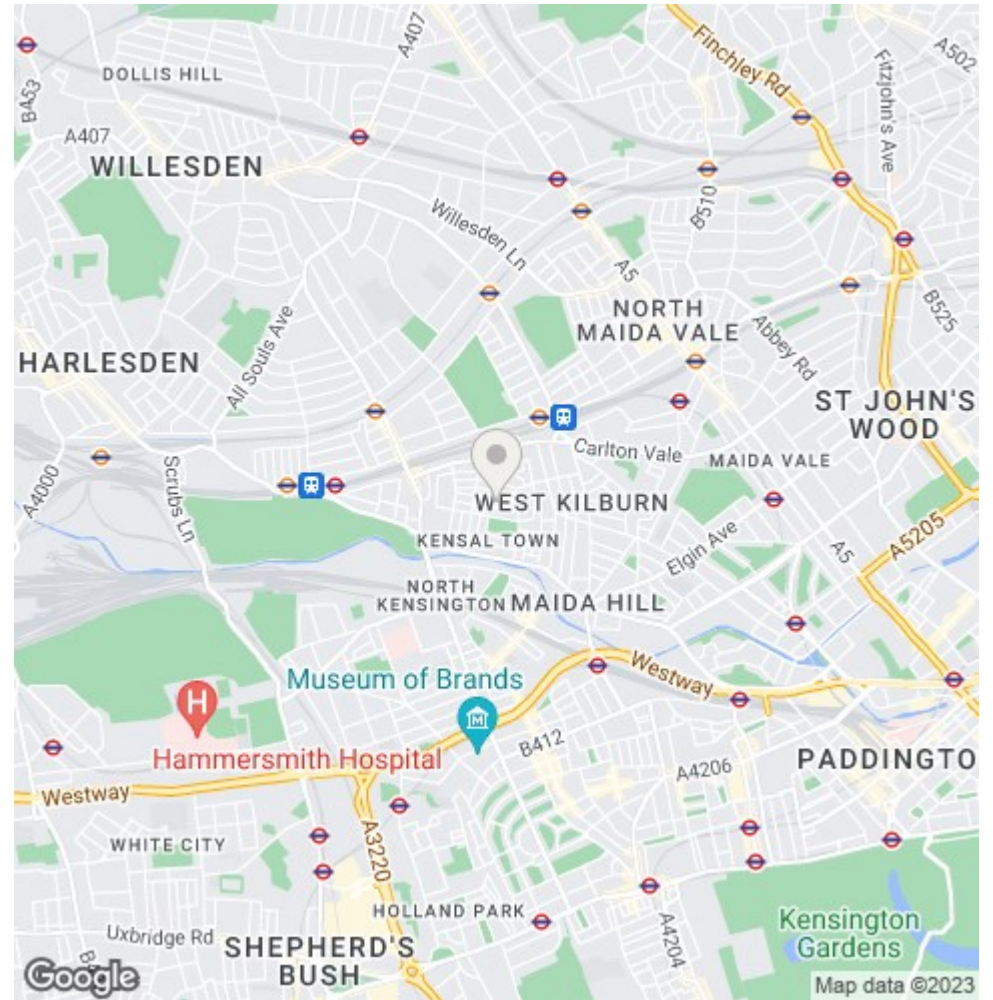 A407
Finchley Rd
A502
DOLLIS HILL
BA53
Fitzjohn's Ave
A407
WILLESDEN
B510
Willesden Ln
A5
NORTH
MAIDA VALE
B525
Abbey Rd
HARLESDEN
All Souls Ave
ST JOHN'S
WOOD
Carlton Vale
MAIDA VALE
A4000
Scrubs Ln
WEST KILBURN
KENSAL TOWN
Elgin Ave
A5
A5205
NORTH
KENSINGTON
MAIDA HILL
Museum of Brands
Westway
H
M
B412
Hammersmith Hospital
A4206
PADDINGTO
Westway
A3220
WHITE CITY
HOLLAND PARK
Kensington
Gardens
Uxbridge Rd
SHEPHERD'S
BUSH
A4204
Google
Map data ©2023